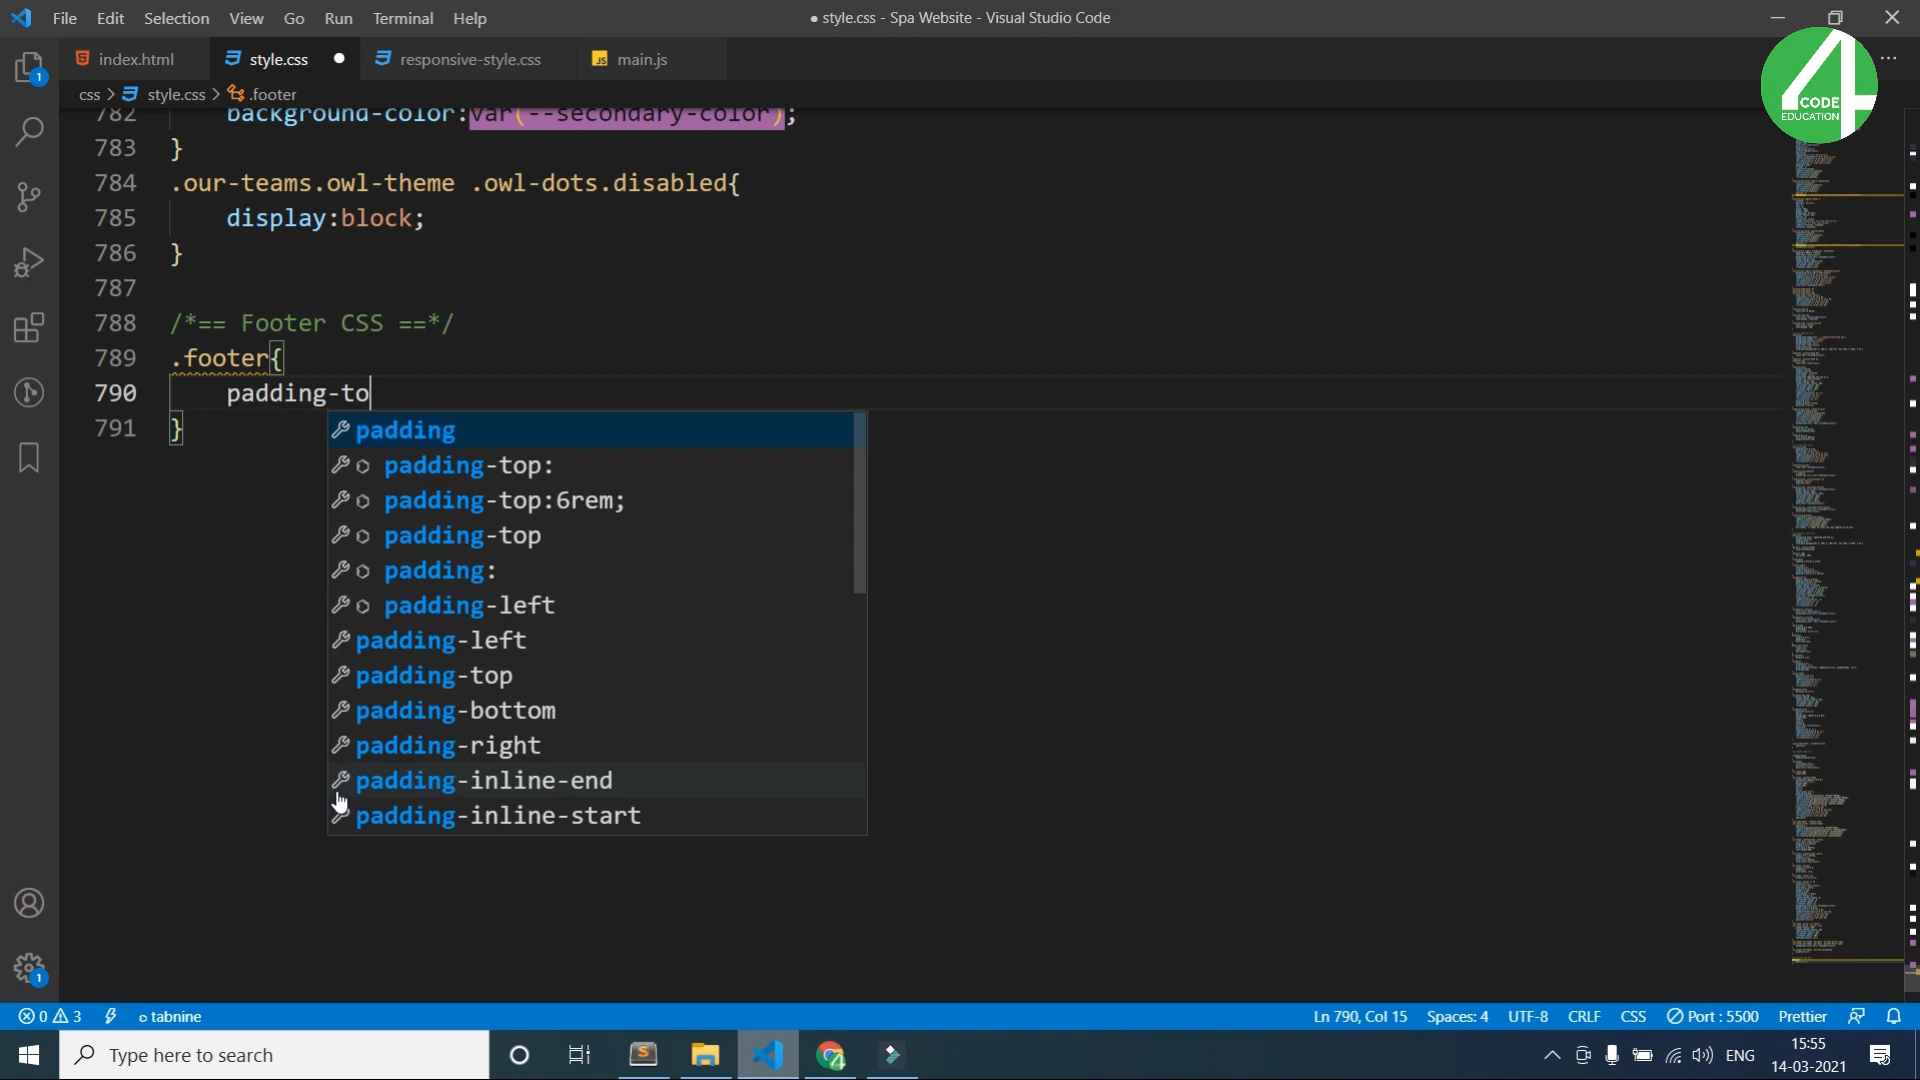 File Edit Selection View Go Run Terminal Help
● style.css - Spa Website - Visual Studio Code
index.html style.css responsive-style.css main.js
css > style.css > .footer
4 CODE EDUCATION
782 background-color:var(--secondary-color);
783 }
784 .our-teams.owl-theme .owl-dots.disabled{
785 display:block;
786 }
787
788 /*== Footer CSS ==*/
789 .footer{
790 padding-to
791 }
padding
padding-top:
padding-top:6rem;
padding-top
padding:
padding-left
padding-left
padding-top
padding-bottom
padding-right
padding-inline-end
padding-inline-start
1
1
0 3 tabnine Ln 790, Col 15 Spaces: 4 UTF-8 CRLF CSS Port : 5500 Prettier
Type here to search ENG 15:55
14-03-2021